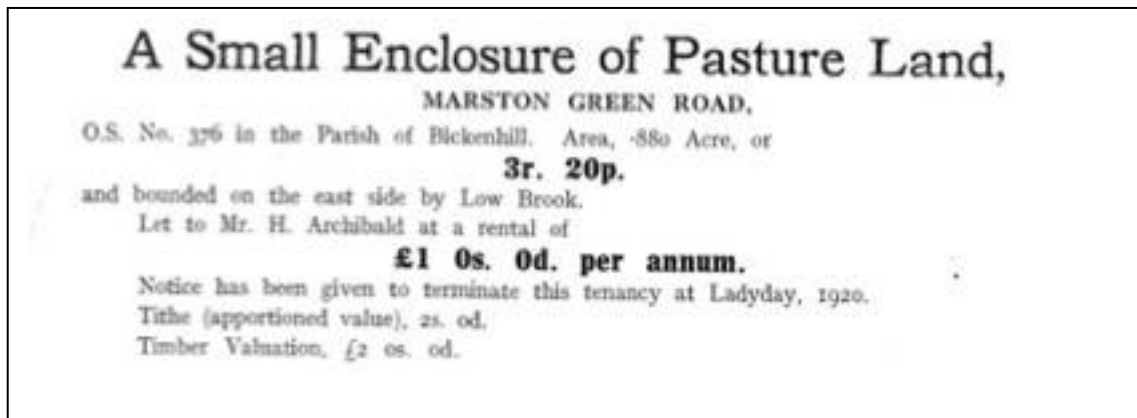 A Small Enclosure of Pasture Land,
MARSTON GREEN ROAD,
O.S. No. 376 in the Parish of Bickenhill. Area, ·880 Acre, or
3r. 20p.
and bounded on the east side by Low Brook.
Let to Mr. H. Archibald at a rental of
£1 0s. 0d. per annum.
Notice has been given to terminate this tenancy at Ladyday, 1920.
Tithe (apportioned value), 2s. 0d.
Timber Valuation, £2 0s. 0d.